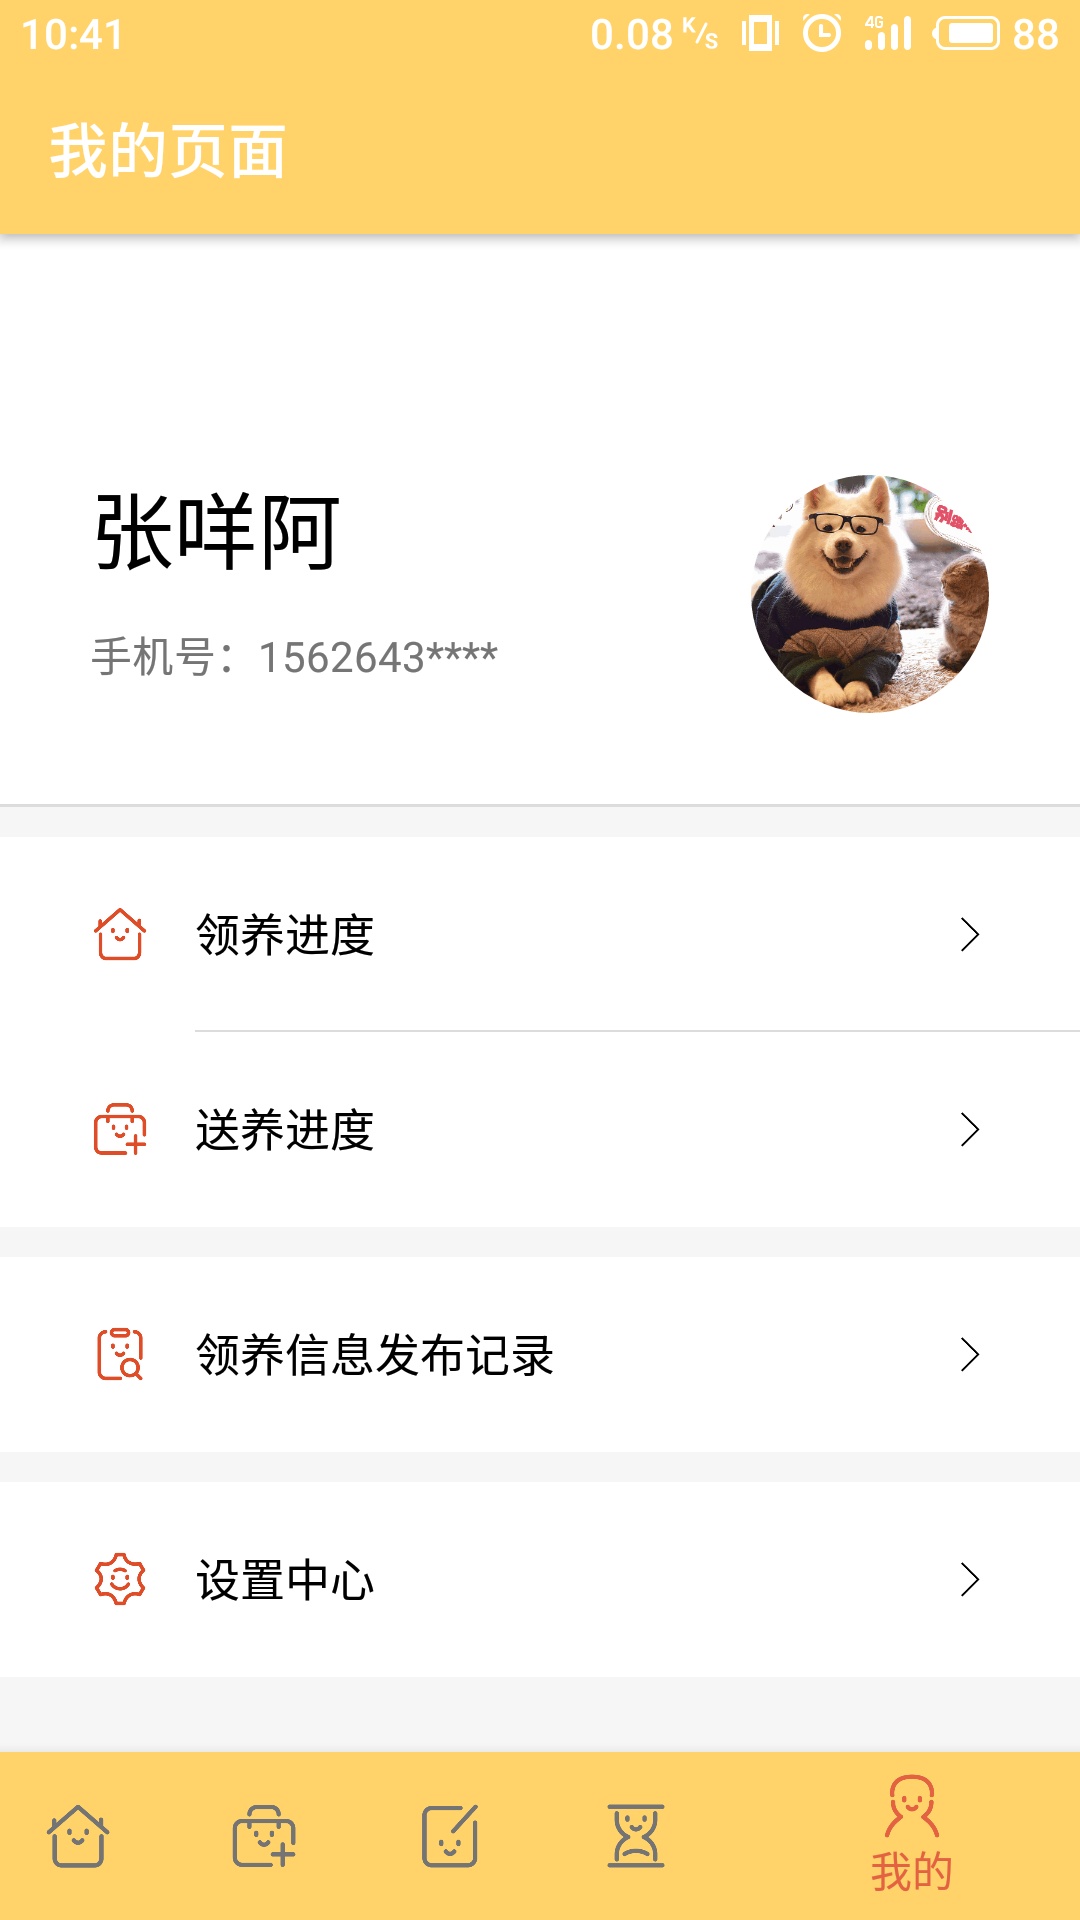 10:41 0.08 K/s 4G 88
我的页面
张咩阿
手机号：1562643****
领养进度
送养进度
领养信息发布记录
设置中心
我的